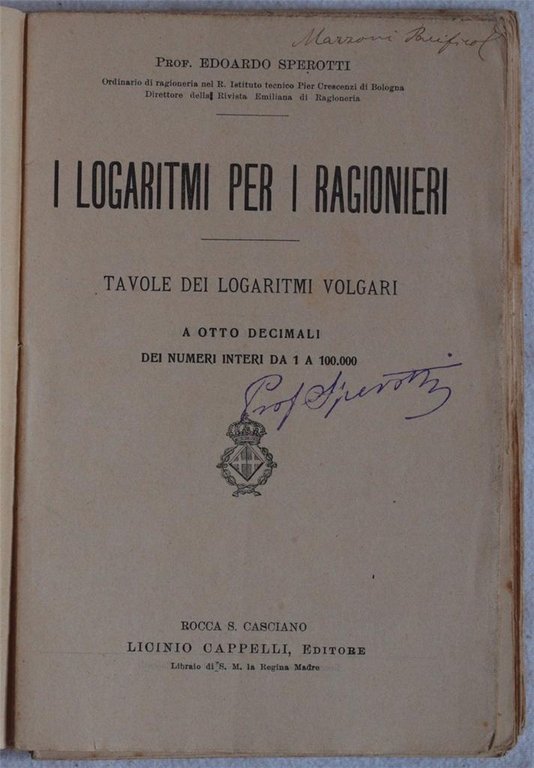 Marzoni Pacifico
Prof. EDOARDO SPEROTTI
Ordinario di ragioneria nel R. Istituto tecnico Pier Crescenzi di Bologna
Direttore della Rivista Emiliana di Ragioneria
I LOGARITMI PER I RAGIONIERI
TAVOLE DEI LOGARITMI VOLGARI
A OTTO DECIMALI
DEI NUMERI INTERI DA 1 A 100.000
Prof Sperotti
ROCCA S. CASCIANO
LICINIO CAPPELLI, EDITORE
Libraio di S. M. la Regina Madre